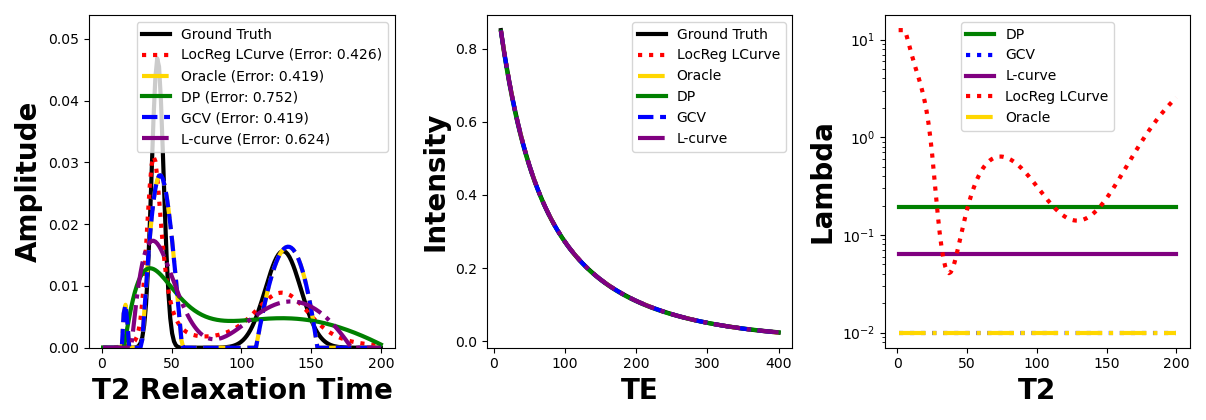 Amplitude
0.05
0.04
0.03
0.02
0.01
0.00
Ground Truth
LocReg LCurve (Error: 0.426)
Oracle (Error: 0.419)
DP (Error: 0.752)
GCV (Error: 0.419)
L-curve (Error: 0.624)
0 50 100 150 200
T2 Relaxation Time
Intensity
0.8
0.6
0.4
0.2
0.0
Ground Truth
LocReg LCurve
Oracle
DP
GCV
L-curve
0 100 200 300 400
TE
Lambda
10¹
10⁰
10⁻¹
10⁻²
DP
GCV
L-curve
LocReg LCurve
Oracle
0 50 100 150 200
T2